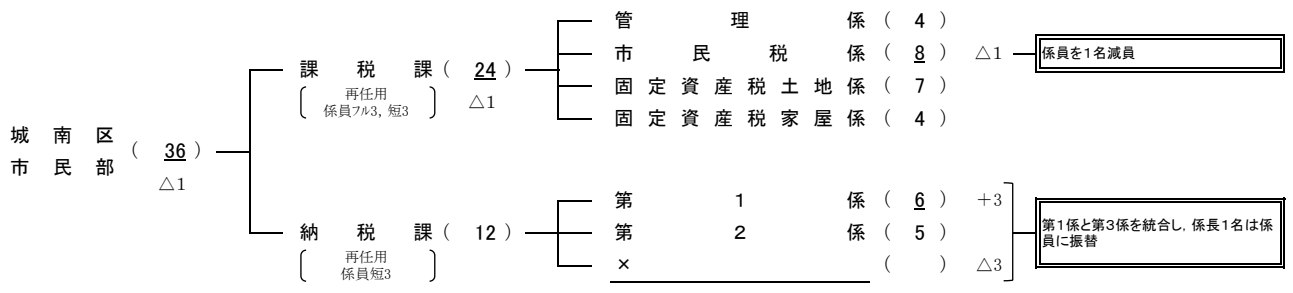 管理係(4)
市民税係(8) △1 係員を1名減員
課税課(24)
再任用
係員フル3，短3
△1
固定資産税土地係(7)
固定資産税家屋係(4)
城南区
市民部
(36)
△1
第1係(6) +3
納税課(12)
再任用
係員短3
第2係(5)
第1係と第3係を統合し，係長1名は係
員に振替
×( ) △3